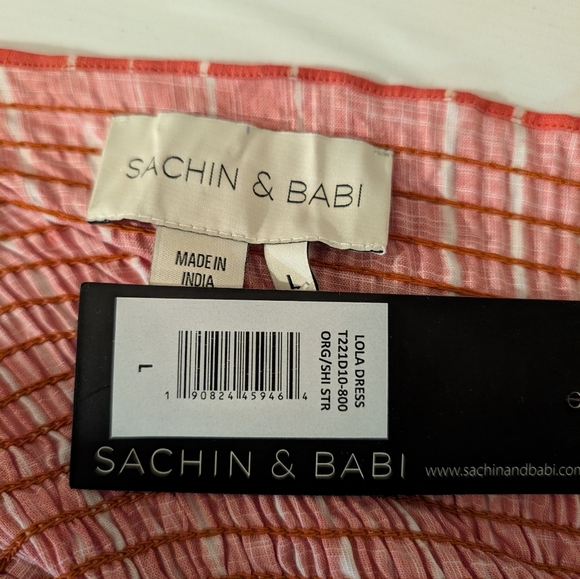 SACHIN & BABI
MADE IN
INDIA
L
LOLA DRESS
T221D10-800
ORG/SHI STR
1 90824 45946 4
L
SACHIN & BABI
www.sachinandbabi.com